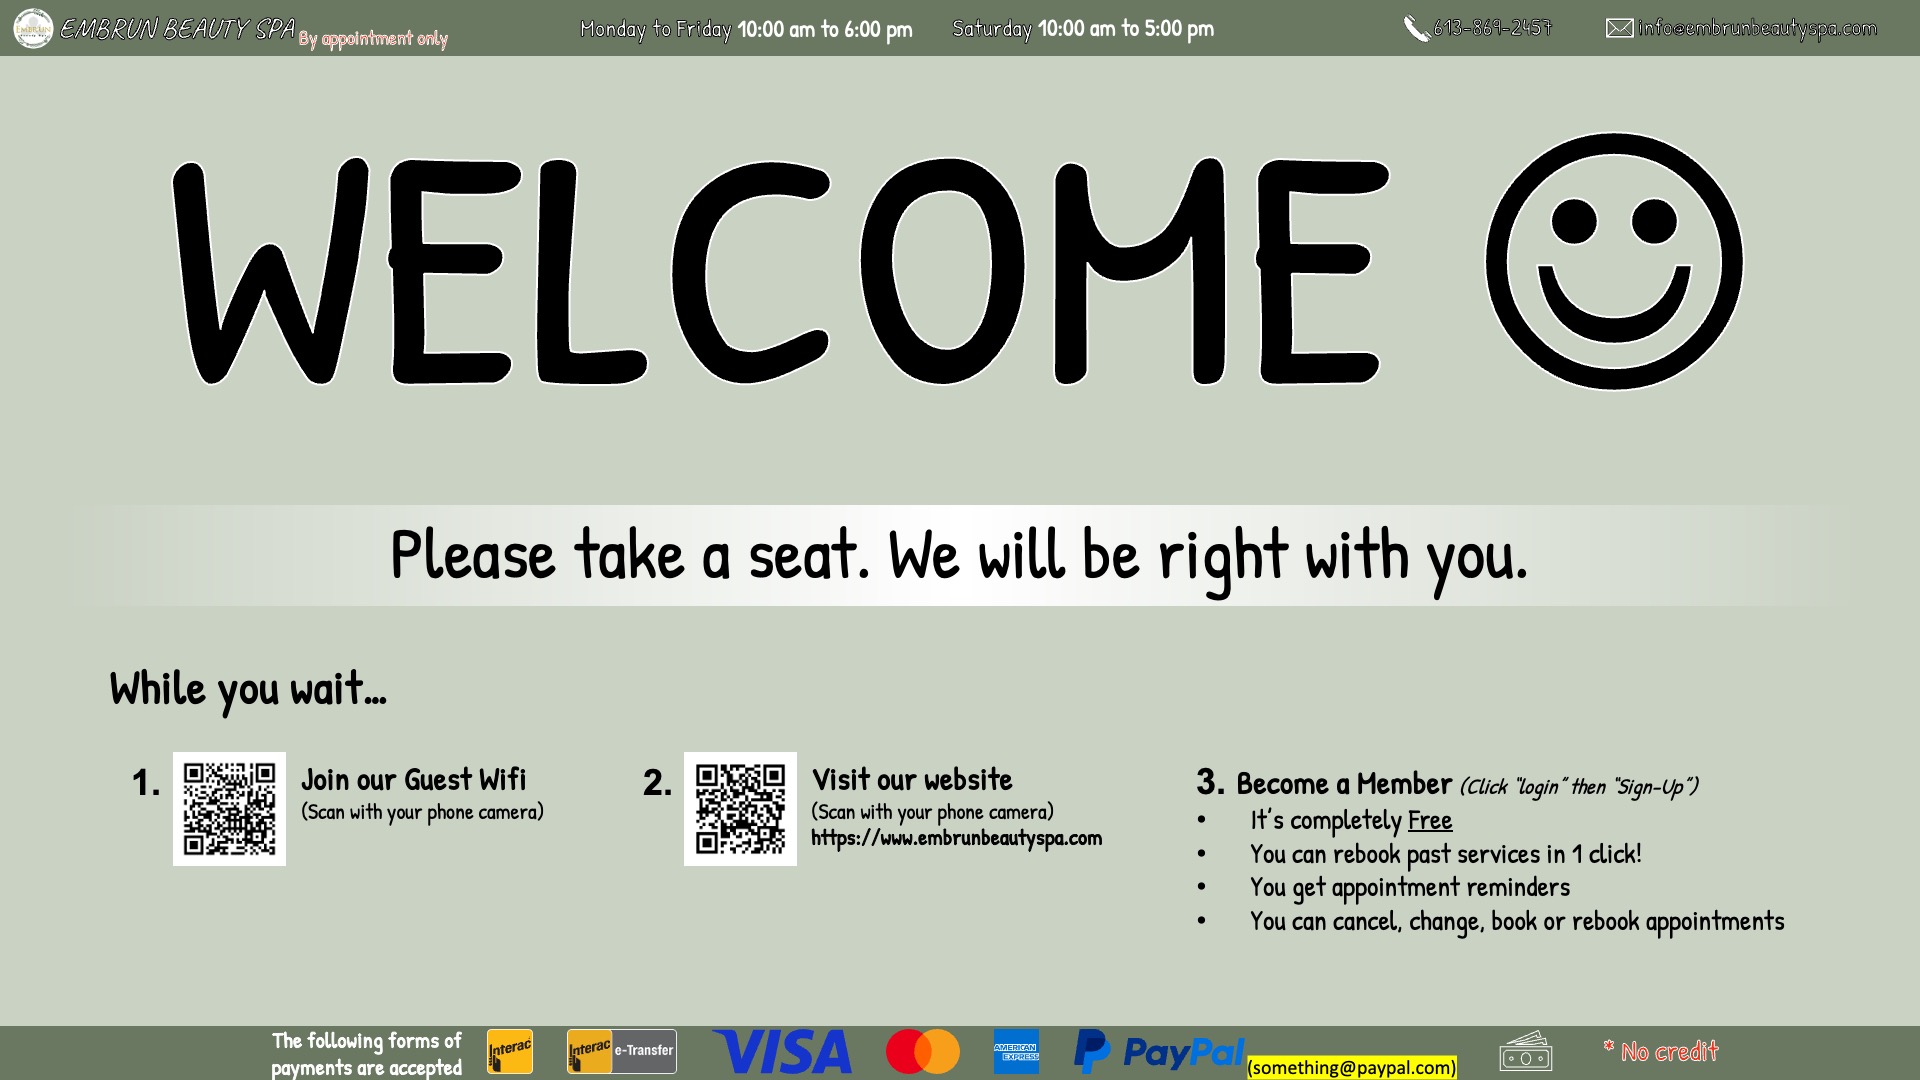 EMBRUN BEAUTY SPA By appointment only
Monday to Friday 10:00 am to 6:00 pm
Saturday 10:00 am to 5:00 pm
613-869-2457
info@embrunbeautyspa.com
WELCOME
Please take a seat. We will be right with you.
While you wait...
1. Join our Guest Wifi
(Scan with your phone camera)
2. Visit our website
(Scan with your phone camera)
https://www.embrunbeautyspa.com
3. Become a Member (Click “login” then “Sign-Up”)
• It’s completely Free
• You can rebook past services in 1 click!
• You get appointment reminders
• You can cancel, change, book or rebook appointments
The following forms of
payments are accepted
Interac
Interac e-Transfer
VISA
AMERICAN
EXPRESS
PayPal
(something@paypal.com)
* No credit